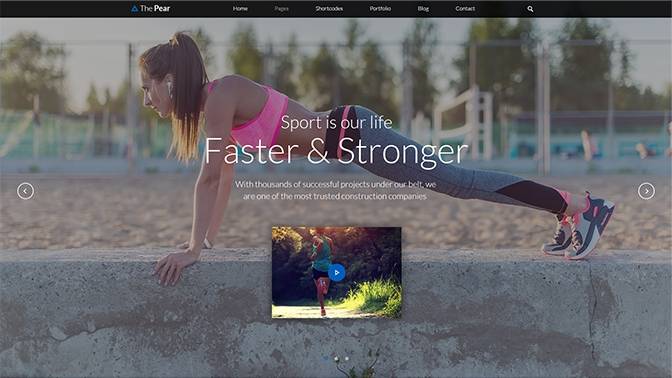 The Pear
Home Pages Shortcodes Portfolio Blog Contact
Sport is our life
Faster & Stronger
With thousands of successful projects under our belt, we
are one of the most trusted construction companies